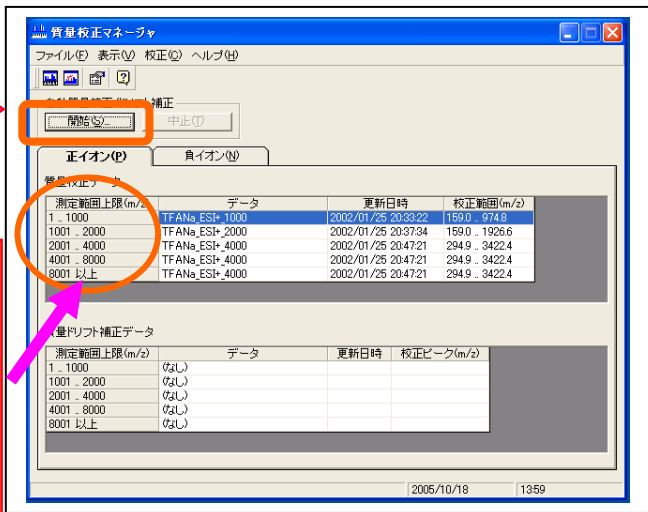 質量校正マネージャ
ファイル(F) 表示(V) 校正(C) ヘルプ(H)
補正
開始(S)... 中止(T)
正イオン(P) 負イオン(N)
測定範囲上限(m/z) データ 更新日時 校正範囲(m/z)
1 .. 1000 TFANa_ESI+_1000 2002/01/25 20:33:22 159.0 .. 974.8
1001 .. 2000 TFANa_ESI+_2000 2002/01/25 20:37:34 159.0 .. 1926.6
2001 .. 4000 TFANa_ESI+_4000 2002/01/25 20:47:21 294.9 .. 3422.4
4001 .. 8000 TFANa_ESI+_4000 2002/01/25 20:47:21 294.9 .. 3422.4
8001 以上 TFANa_ESI+_4000 2002/01/25 20:47:21 294.9 .. 3422.4
質量ドリフト補正データ
測定範囲上限(m/z) データ 更新日時 校正ピーク(m/z)
1 .. 1000 (なし)
1001 .. 2000 (なし)
2001 .. 4000 (なし)
4001 .. 8000 (なし)
8001 以上 (なし)
2005/10/18 13:59